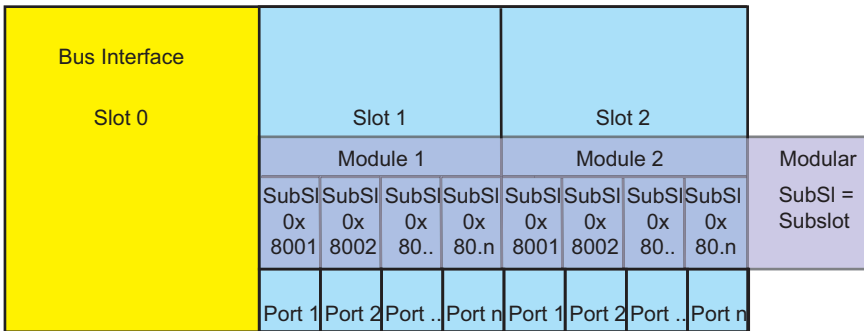 Bus Interface
Slot 0 Slot 1 Slot 2
Module 1 Module 2 Modular
SubSl SubSl SubSl SubSl SubSl SubSl SubSl SubSl SubSl =
0x 0x 0x 0x 0x 0x 0x 0x Subslot
8001 8002 80.. 80.n 8001 8002 80.. 80.n
Port 1 Port 2 Port .. Port n Port 1 Port 2 Port .. Port n